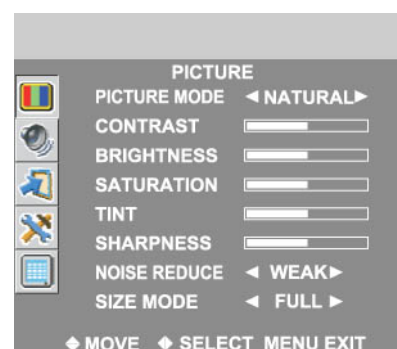 PICTURE
PICTURE MODE ◀ NATURAL ▶
CONTRAST
BRIGHTNESS
SATURATION
TINT
SHARPNESS
NOISE REDUCE ◀ WEAK ▶
SIZE MODE ◀ FULL ▶
MOVE SELECT MENU EXIT